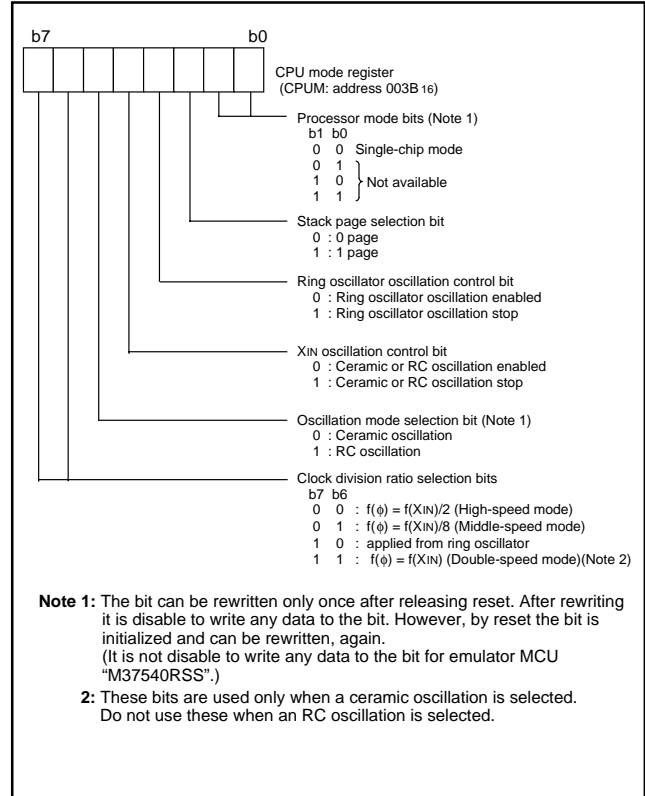 b7 b0
CPU mode register
(CPUM: address 003B16)
Processor mode bits (Note 1)
b1 b0
0 0 Single-chip mode
0 1
1 0 Not available
1 1
Stack page selection bit
0 : 0 page
1 : 1 page
Ring oscillator oscillation control bit
0 : Ring oscillator oscillation enabled
1 : Ring oscillator oscillation stop
XIN oscillation control bit
0 : Ceramic or RC oscillation enabled
1 : Ceramic or RC oscillation stop
Oscillation mode selection bit (Note 1)
0 : Ceramic oscillation
1 : RC oscillation
Clock division ratio selection bits
b7 b6
0 0 : f(φ) = f(XIN)/2 (High-speed mode)
0 1 : f(φ) = f(XIN)/8 (Middle-speed mode)
1 0 : applied from ring oscillator
1 1 : f(φ) = f(XIN) (Double-speed mode)(Note 2)
Note 1: The bit can be rewritten only once after releasing reset. After rewriting
it is disable to write any data to the bit. However, by reset the bit is
initialized and can be rewritten, again.
(It is not disable to write any data to the bit for emulator MCU
“M37540RSS”.)
2: These bits are used only when a ceramic oscillation is selected.
Do not use these when an RC oscillation is selected.